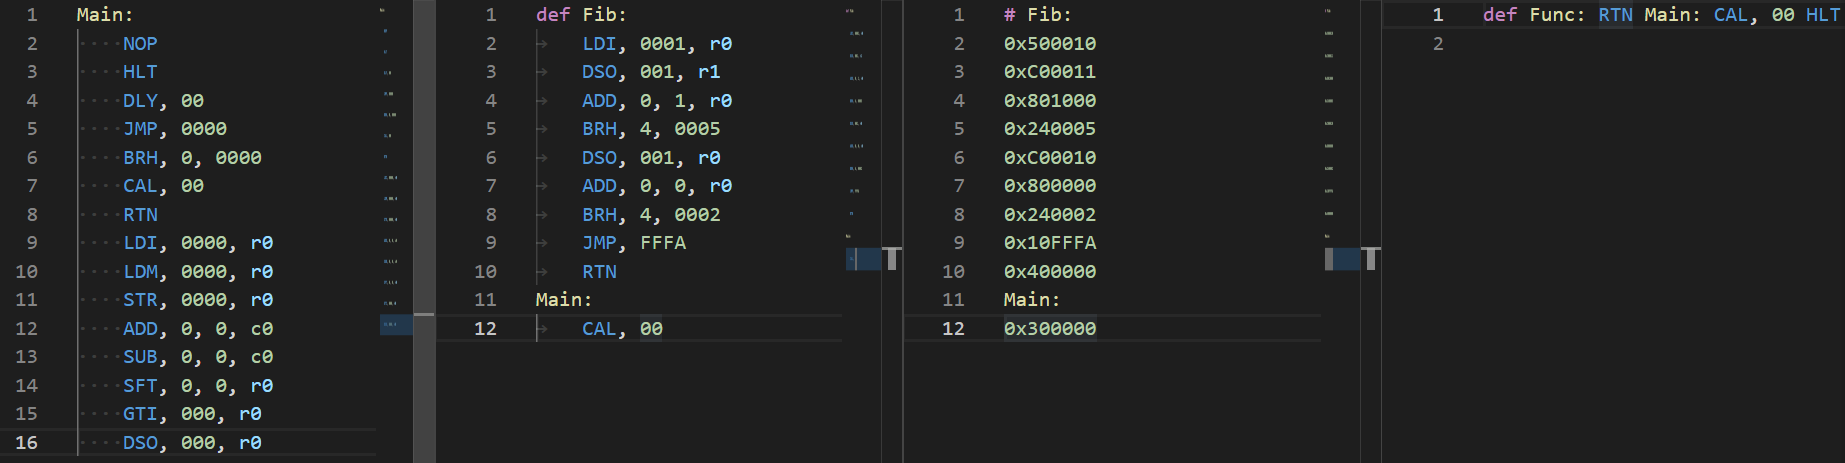 1 Main:
2 NOP
3 HLT
4 DLY, 00
5 JMP, 0000
6 BRH, 0, 0000
7 CAL, 00
8 RTN
9 LDI, 0000, r0
10 LDM, 0000, r0
11 STR, 0000, r0
12 ADD, 0, 0, c0
13 SUB, 0, 0, c0
14 SFT, 0, 0, r0
15 GTI, 000, r0
16 DSO, 000, r0
1 def Fib:
2 LDI, 0001, r0
3 DSO, 001, r1
4 ADD, 0, 1, r0
5 BRH, 4, 0005
6 DSO, 001, r0
7 ADD, 0, 0, r0
8 BRH, 4, 0002
9 JMP, FFFA
10 RTN
11 Main:
12 CAL, 00
1 # Fib:
2 0x500010
3 0xC00011
4 0x801000
5 0x240005
6 0xC00010
7 0x800000
8 0x240002
9 0x10FFFA
10 0x400000
11 Main:
12 0x300000
1 def Func: RTN Main: CAL, 00 HLT
2